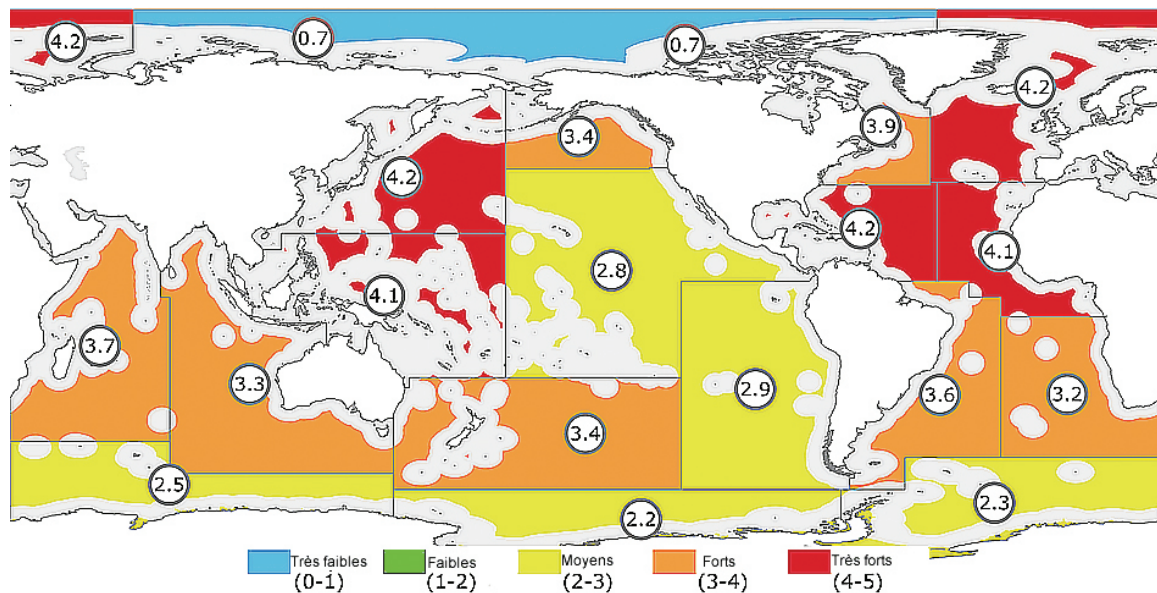 4.2 0.7 0.7 4.2
3.4 3.9
4.2 4.2
2.8 4.1
4.1
3.7 3.3 2.9 3.6 3.2
3.4
2.5 2.2 2.3
Très faibles Faibles Moyens Forts Très forts
(0-1) (1-2) (2-3) (3-4) (4-5)